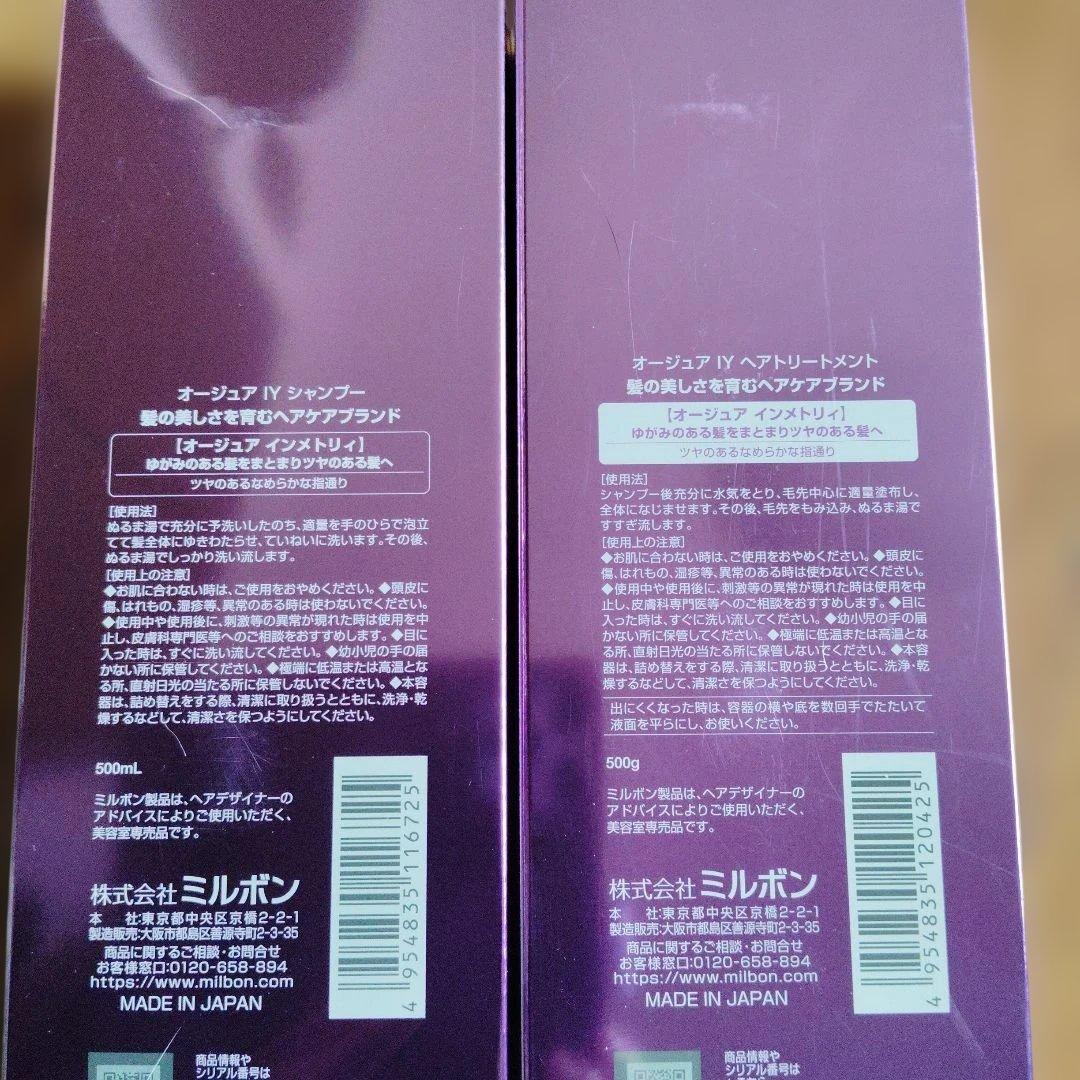 オージュア IY シャンプー
髪の美しさを育むヘアケアブランド
【オージュア インメトリィ】
ゆがみのある髪をまとまりツヤのある髪へ
ツヤのあるなめらかな指通り
[使用法]
ぬるま湯で充分に予洗いしたのち、適量を手のひらで泡立
てて髪全体にゆきわたらせ、ていねいに洗います。その後、
ぬるま湯でしっかり洗い流します。
[使用上の注意]
◆お肌に合わない時は、ご使用をおやめください。◆頭皮に
傷、はれもの、湿疹等、異常のある時は使わないでください。
◆使用中や使用後に、刺激等の異常が現れた時は使用を中
止し、皮膚科専門医等へのご相談をおすすめします。◆目に
入った時は、すぐに洗い流してください。◆幼小児の手の届
かない所に保管してください。◆極端に低温または高温とな
る所、直射日光の当たる所に保管しないでください。◆本容
器は、詰め替えをする際、清潔に取り扱うとともに、洗浄・乾
燥するなどして、清潔さを保つようにしてください。
500mL
ミルボン製品は、ヘアデザイナーの
アドバイスによりご使用いただく、
美容室専売品です。
株式会社 ミルボン
本 社:東京都中央区京橋2-2-1
製造販売:大阪市都島区善源寺町2-3-35
商品に関するご相談・お問合せ
お客様窓口:0120-658-894
https://www.milbon.com
MADE IN JAPAN
4 954835 116725
商品情報や
シリアル番号は
オージュア IY ヘアトリートメント
髪の美しさを育むヘアケアブランド
【オージュア インメトリィ】
ゆがみのある髪をまとまりツヤのある髪へ
ツヤのあるなめらかな指通り
[使用法]
シャンプー後充分に水気をとり、毛先中心に適量塗布し、
全体になじませます。その後、毛先をもみ込み、ぬるま湯で
すすぎ流します。
[使用上の注意]
◆お肌に合わない時は、ご使用をおやめください。◆頭皮に
傷、はれもの、湿疹等、異常のある時は使わないでください。
◆使用中や使用後に、刺激等の異常が現れた時は使用を中
止し、皮膚科専門医等へのご相談をおすすめします。◆目に
入った時は、すぐに洗い流してください。◆幼小児の手の届
かない所に保管してください。◆極端に低温または高温とな
る所、直射日光の当たる所に保管しないでください。◆本容
器は、詰め替えをする際、清潔に取り扱うとともに、洗浄・乾
燥するなどして、清潔さを保つようにしてください。
出にくくなった時は、容器の横や底を数回手でたたいて
液面を平らにし、お使いください。
500g
ミルボン製品は、ヘアデザイナーの
アドバイスによりご使用いただく、
美容室専売品です。
株式会社 ミルボン
本 社:東京都中央区京橋2-2-1
製造販売:大阪市都島区善源寺町2-3-35
商品に関するご相談・お問合せ
お客様窓口:0120-658-894
https://www.milbon.com
MADE IN JAPAN
4 954835 120425
商品情報や
シリアル番号は